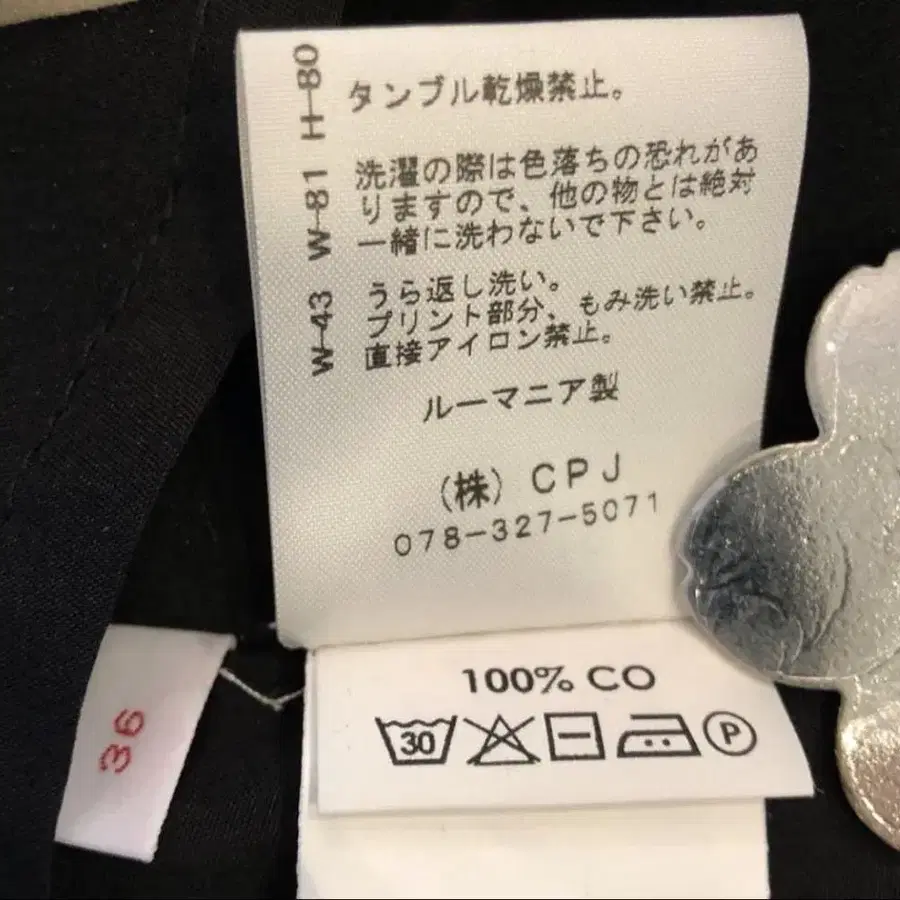 タンブル乾燥禁止。
洗濯の際は色落ちの恐れがあ
りますので、他の物とは絶対
一緒に洗わないで下さい。
うら返し洗い。
プリント部分、もみ洗い禁止。
直接アイロン禁止。
ルーマニア製
(株) CPJ
078-327-5071
W-43 W-81 H-80
100% CO
30 P
36